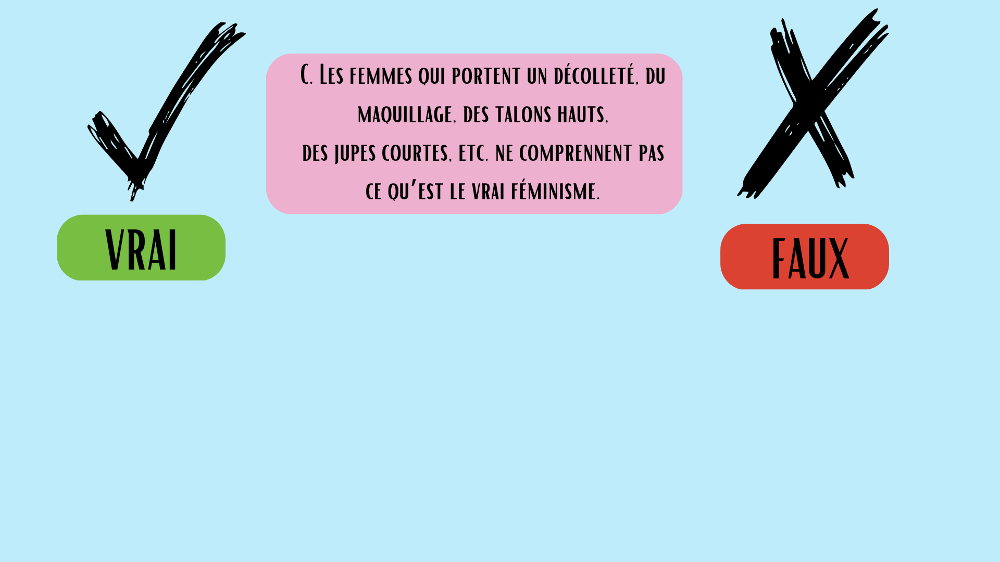 C. Les femmes qui portent un décolleté, du
maquillage, des talons hauts,
des jupes courtes, etc. ne comprennent pas
ce qu'est le vrai féminisme.
VRAI
FAUX